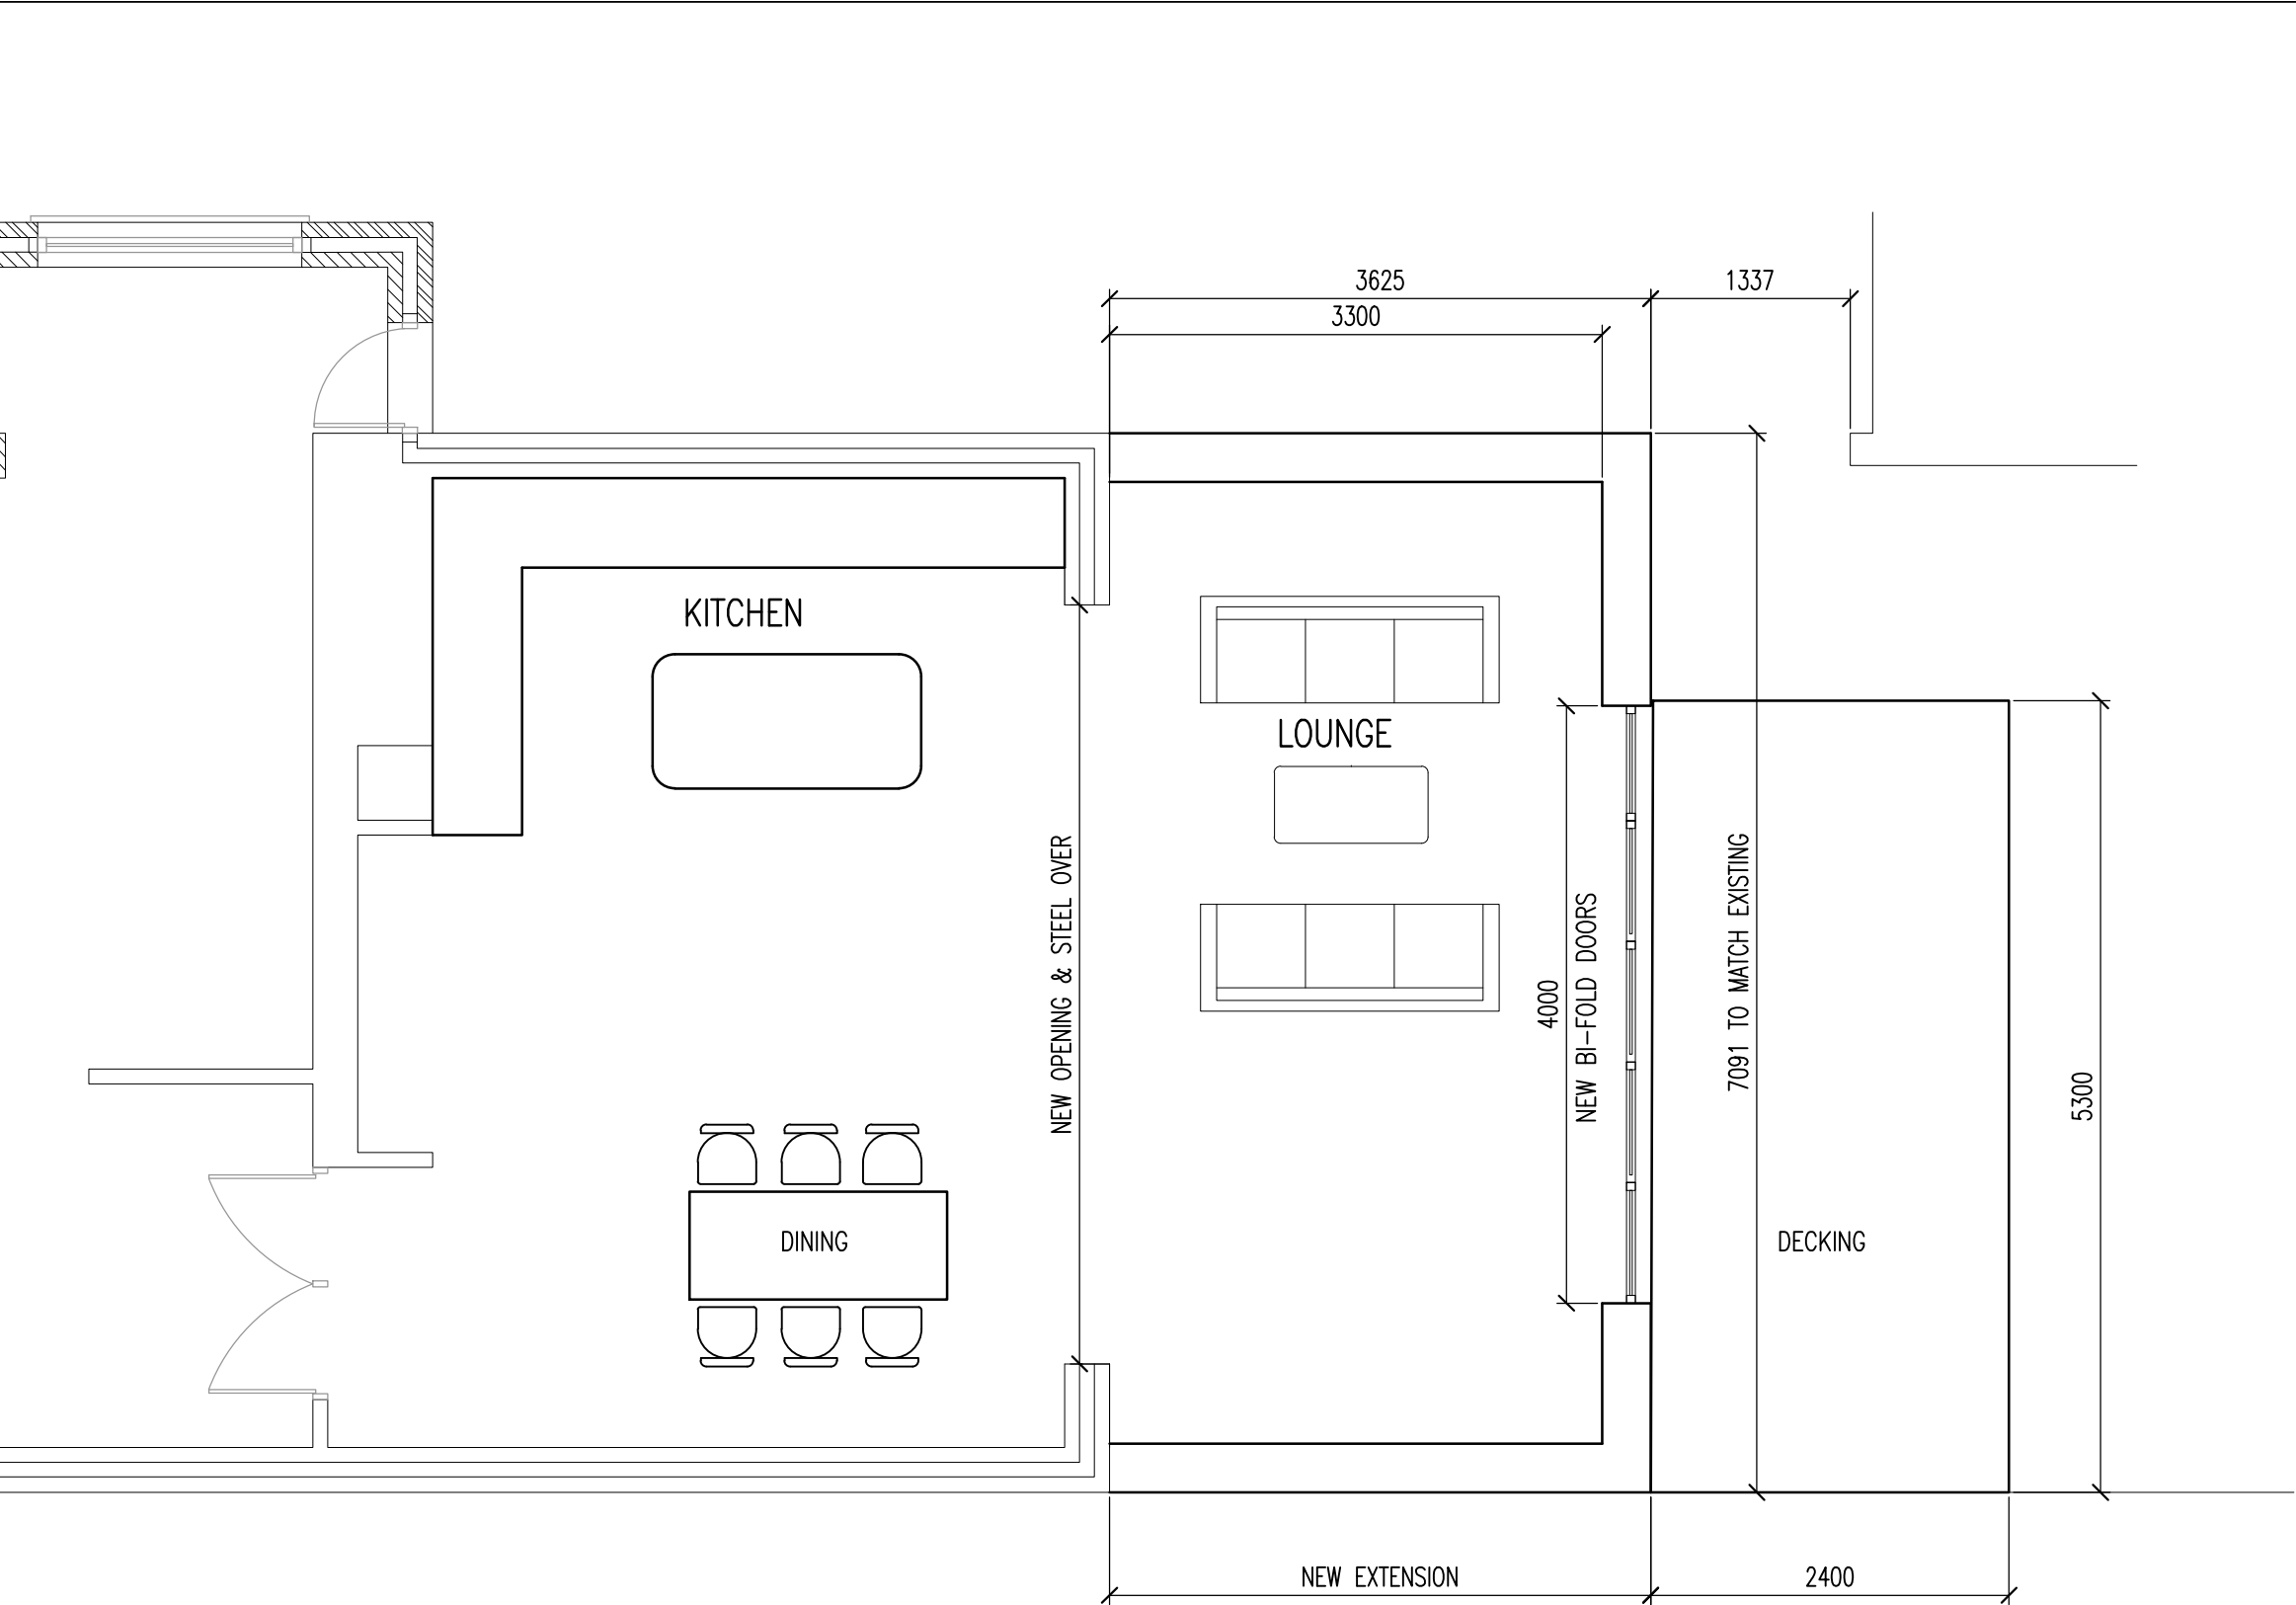 3625
1337
3300
KITCHEN
LOUNGE
NEW OPENING & STEEL OVER
4000
NEW BI-FOLD DOORS
7091 TO MATCH EXISTING
5300
DINING
DECKING
NEW EXTENSION
2400